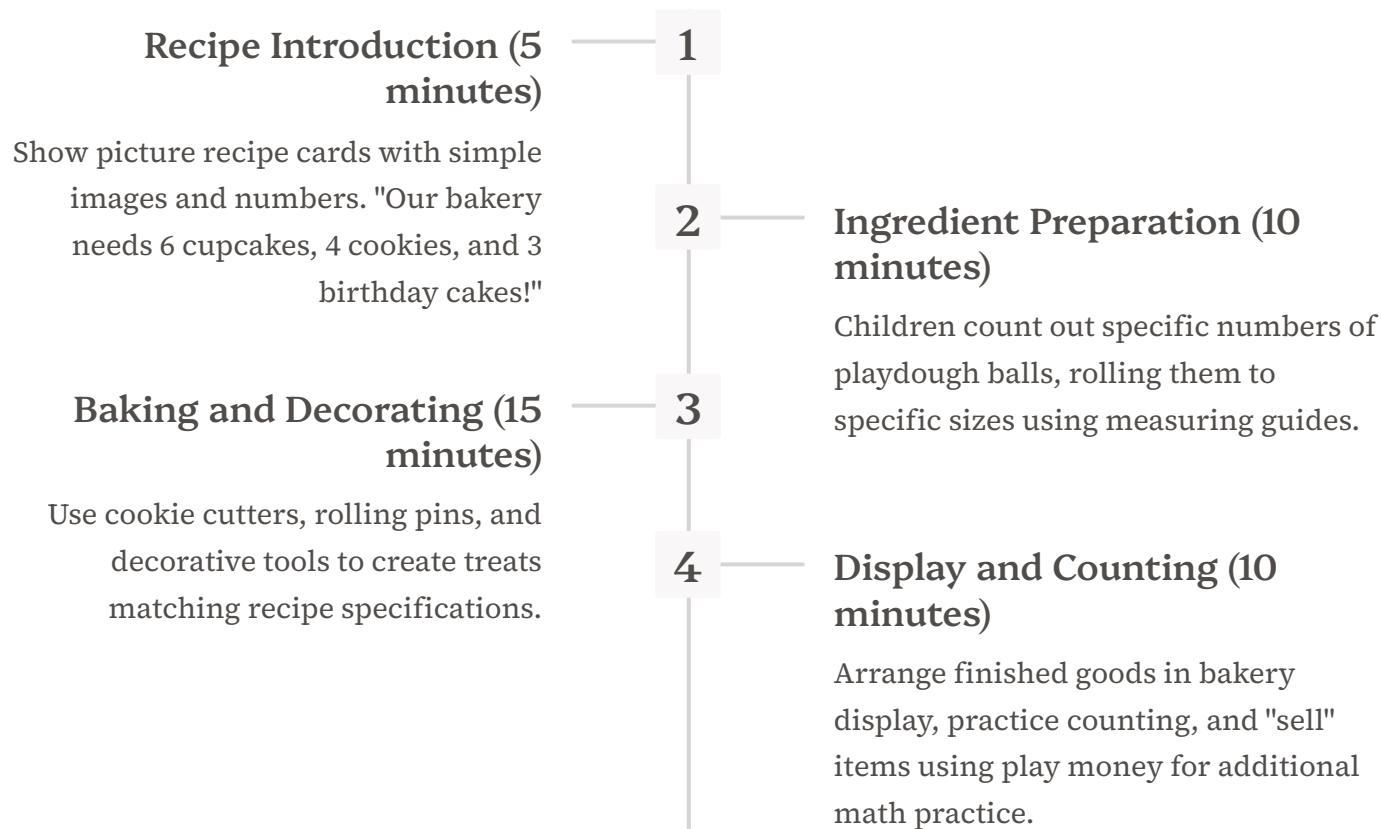 1
Recipe Introduction (5
minutes)
Show picture recipe cards with simple
images and numbers. "Our bakery
needs 6 cupcakes, 4 cookies, and 3
birthday cakes!"
2
Ingredient Preparation (10
minutes)
Children count out specific numbers of
playdough balls, rolling them to
specific sizes using measuring guides.
3
Baking and Decorating (15
minutes)
Use cookie cutters, rolling pins, and
decorative tools to create treats
matching recipe specifications.
4
Display and Counting (10
minutes)
Arrange finished goods in bakery
display, practice counting, and "sell"
items using play money for additional
math practice.